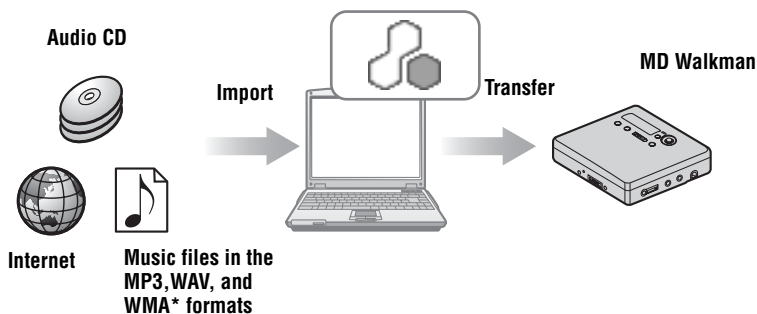 Audio CD
Import
Transfer
MD Walkman
Internet
Music files in the
MP3,WAV, and
WMA* formats